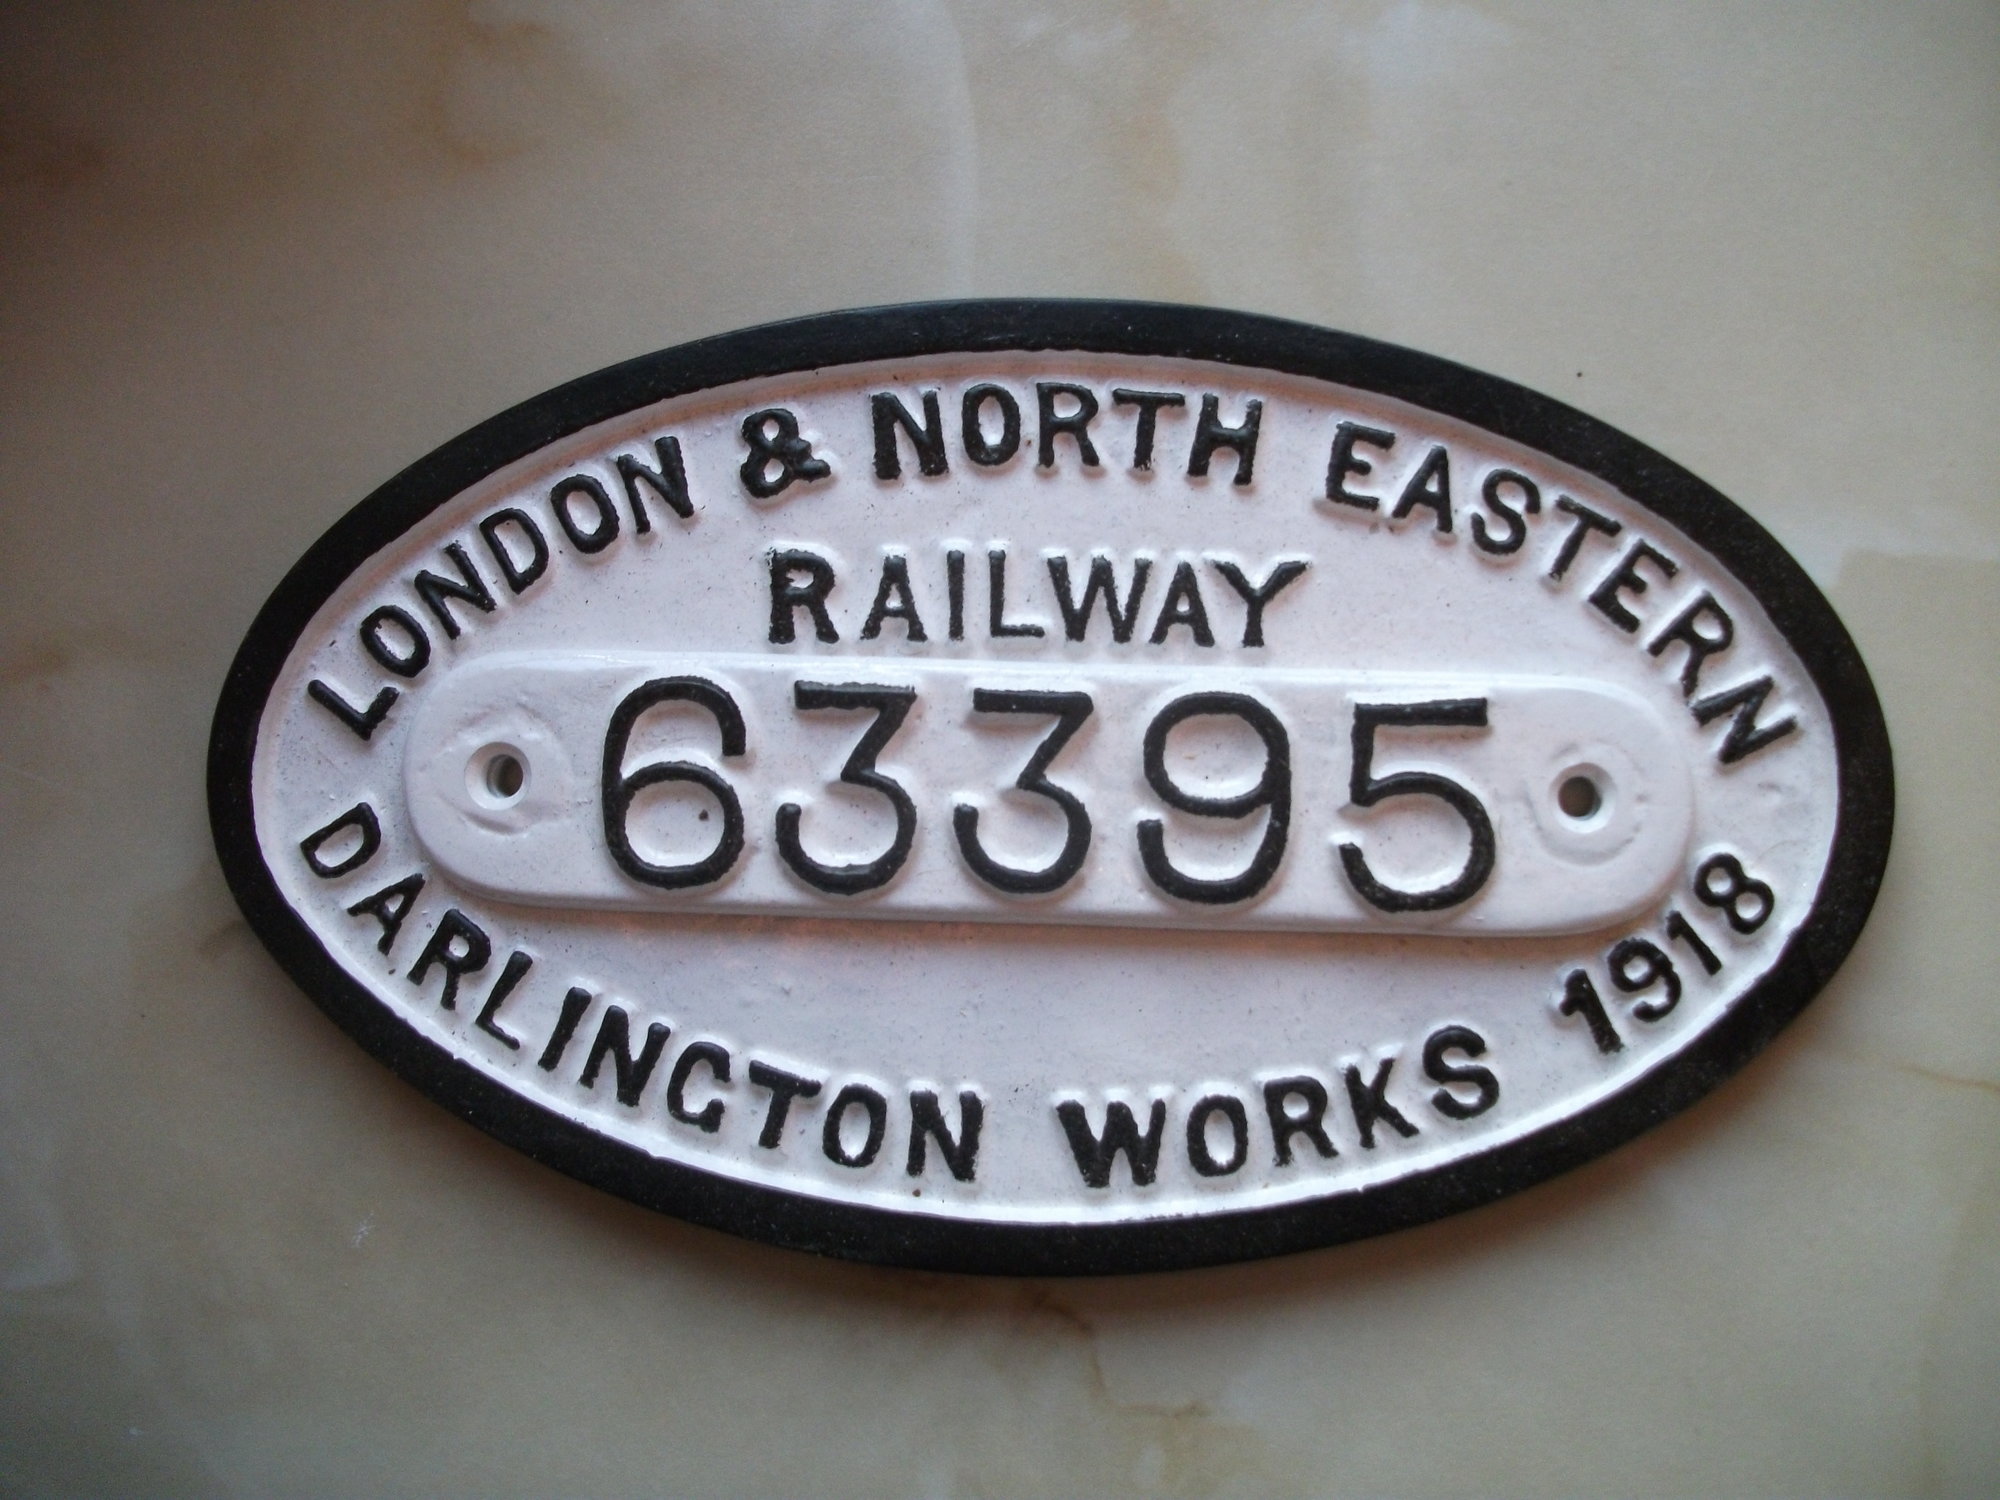 LONDON & NORTH EASTERN
RAILWAY
63395
DARLINGTON WORKS 1918